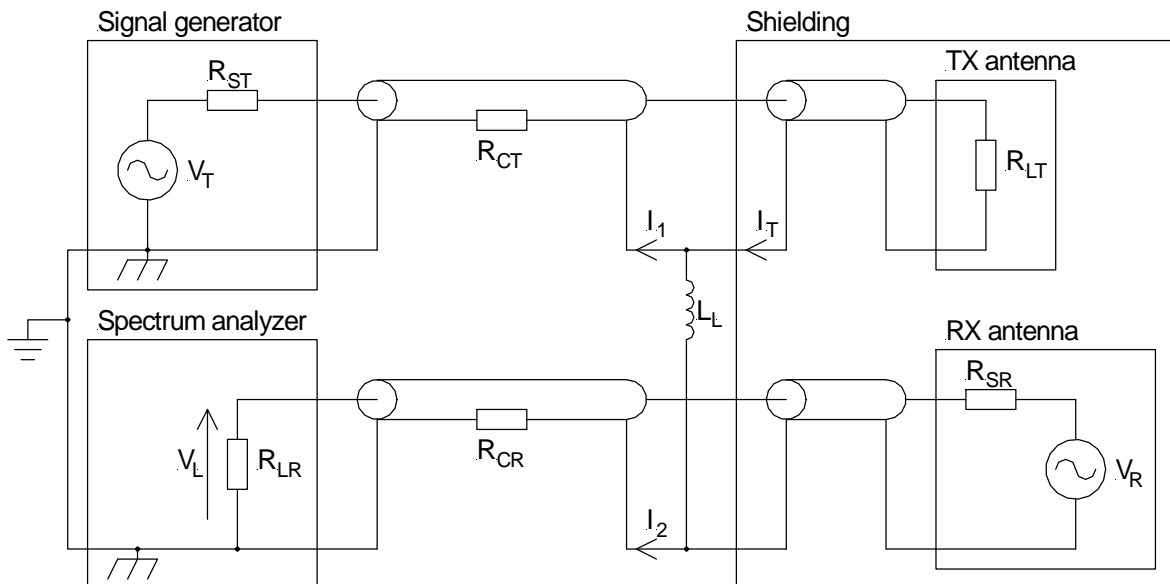 Signal generator
Shielding
R_ST
TX antenna
R_CT
V_T
R_LT
I_1
I_T
L_L
Spectrum analyzer
RX antenna
R_SR
R_CR
V_L
R_LR
V_R
I_2